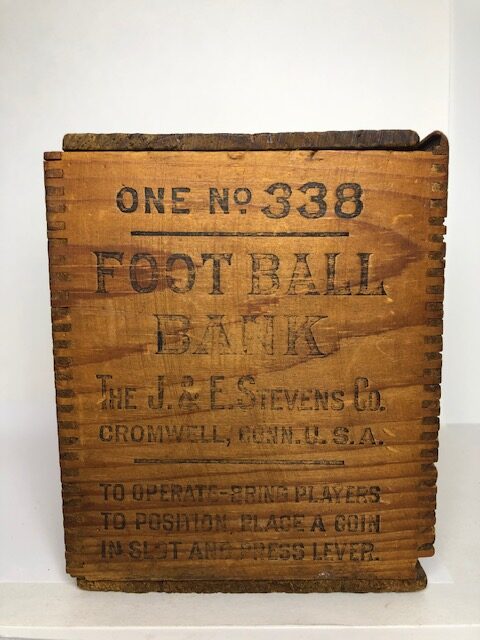 ONE Nº 338
FOOT BALL
BANK
THE J. & E. STEVENS CO.
CROMWELL, CONN. U. S. A.
TO OPERATE-BRING PLAYERS
TO POSITION, PLACE A COIN
IN SLOT AND PRESS LEVER.